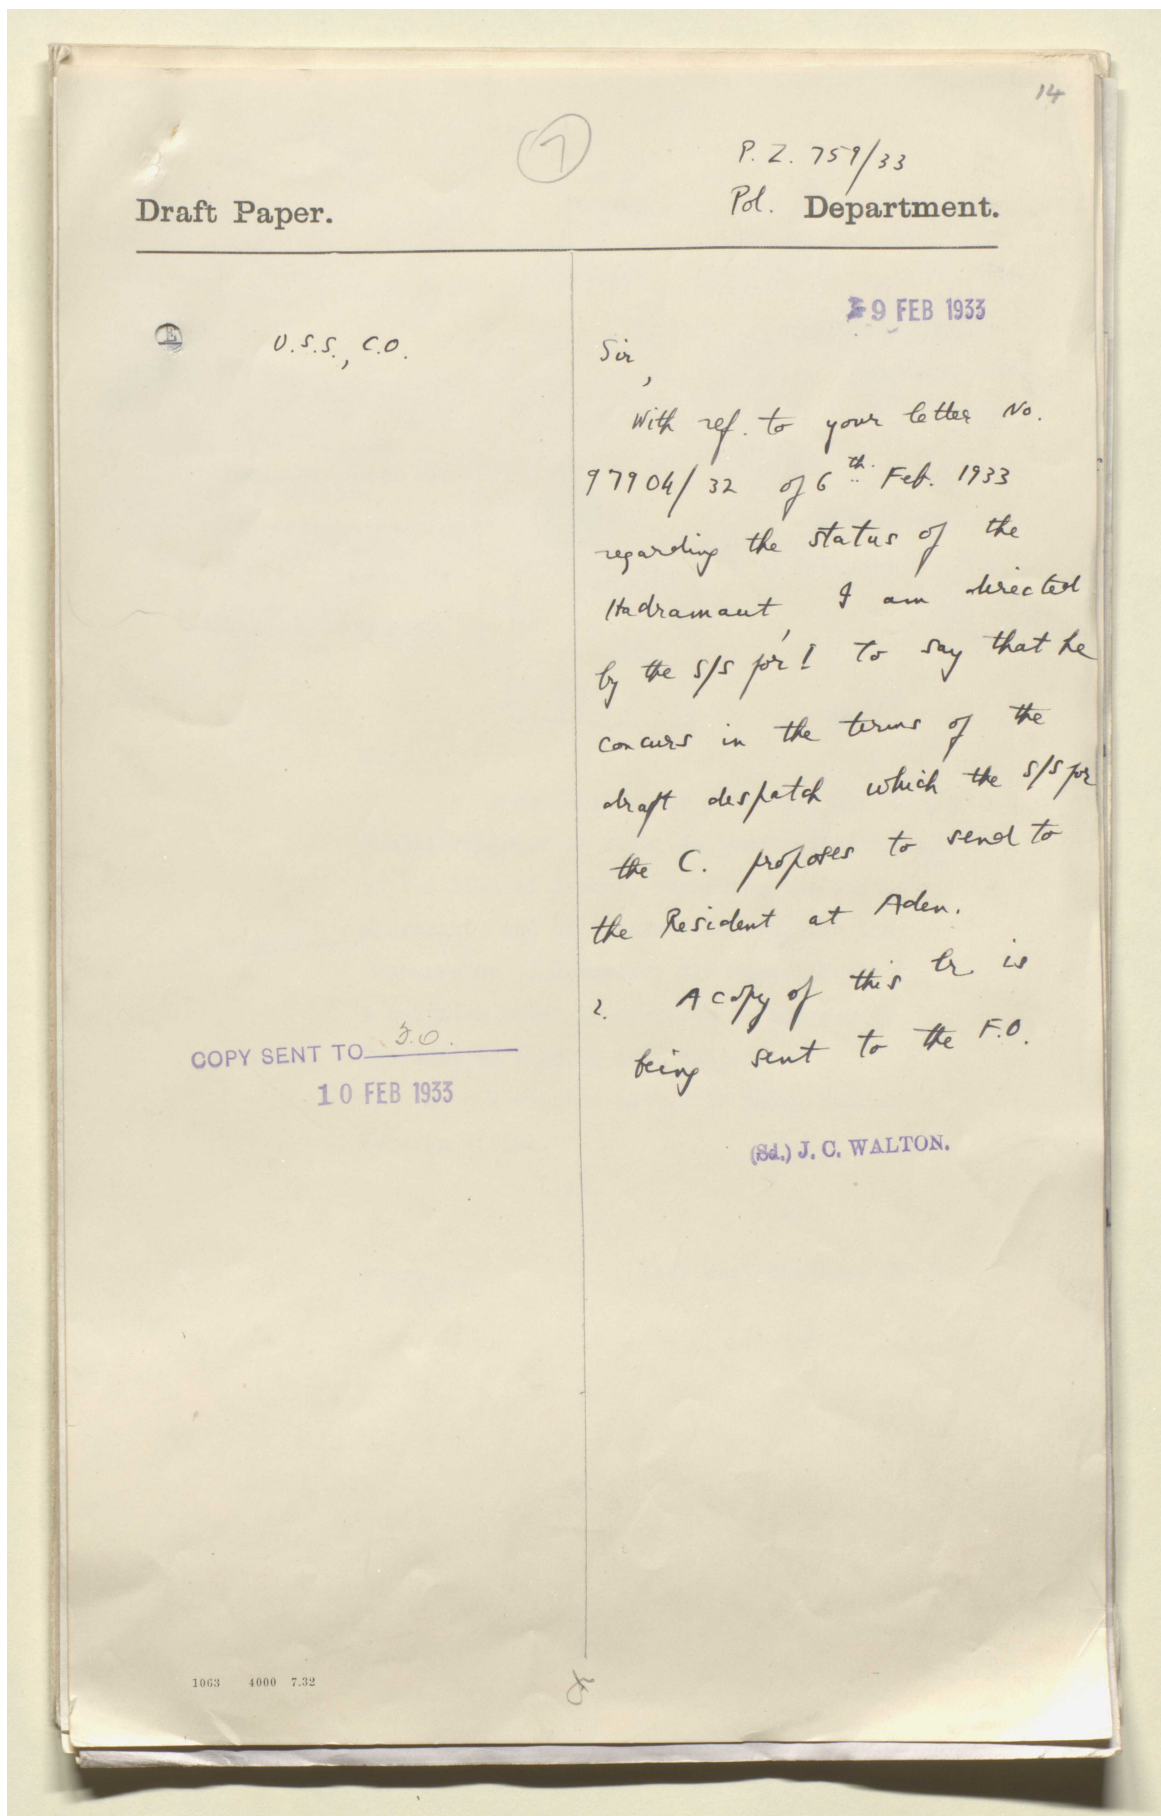 14
7
P. Z. 759/33
Draft Paper.
Pol. Department.
9 FEB 1933
U.S.S., C.O.
Sir,
With ref. to your letter No.
97904/32 of 6th. Feb. 1933
regarding the status of the
Hadramaut, I am directed
by the S/S for I to say that he
concurs in the terms of the
draft despatch which the S/S for
the C. proposes to send to
the Resident at Aden.
2. A copy of this lr. is
being sent to the F.O.
COPY SENT TO F.O.
10 FEB 1933
(Sd.) J. C. WALTON.
1063 4000 7.32